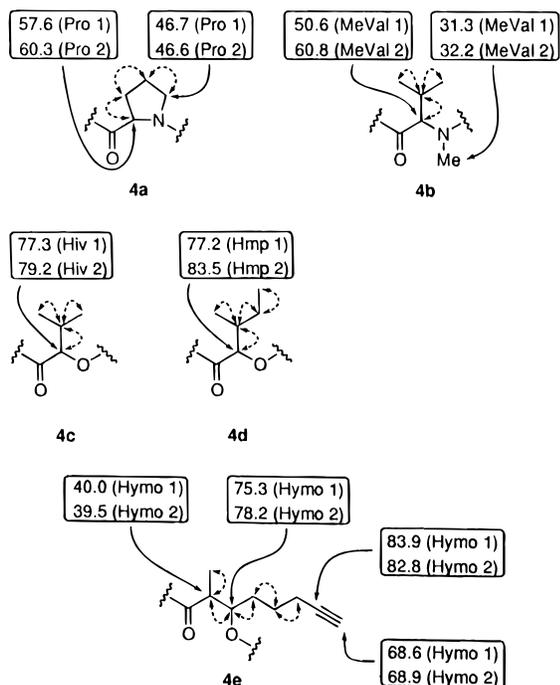 57.6 (Pro 1)
60.3 (Pro 2)
46.7 (Pro 1)
46.6 (Pro 2)
N
O
4a
50.6 (MeVal 1)
60.8 (MeVal 2)
31.3 (MeVal 1)
32.2 (MeVal 2)
N
O
Me
4b
77.3 (Hiv 1)
79.2 (Hiv 2)
O
O
4c
77.2 (Hmp 1)
83.5 (Hmp 2)
O
O
4d
40.0 (Hymo 1)
39.5 (Hymo 2)
75.3 (Hymo 1)
78.2 (Hymo 2)
83.9 (Hymo 1)
82.8 (Hymo 2)
O
O
68.6 (Hymo 1)
68.9 (Hymo 2)
4e